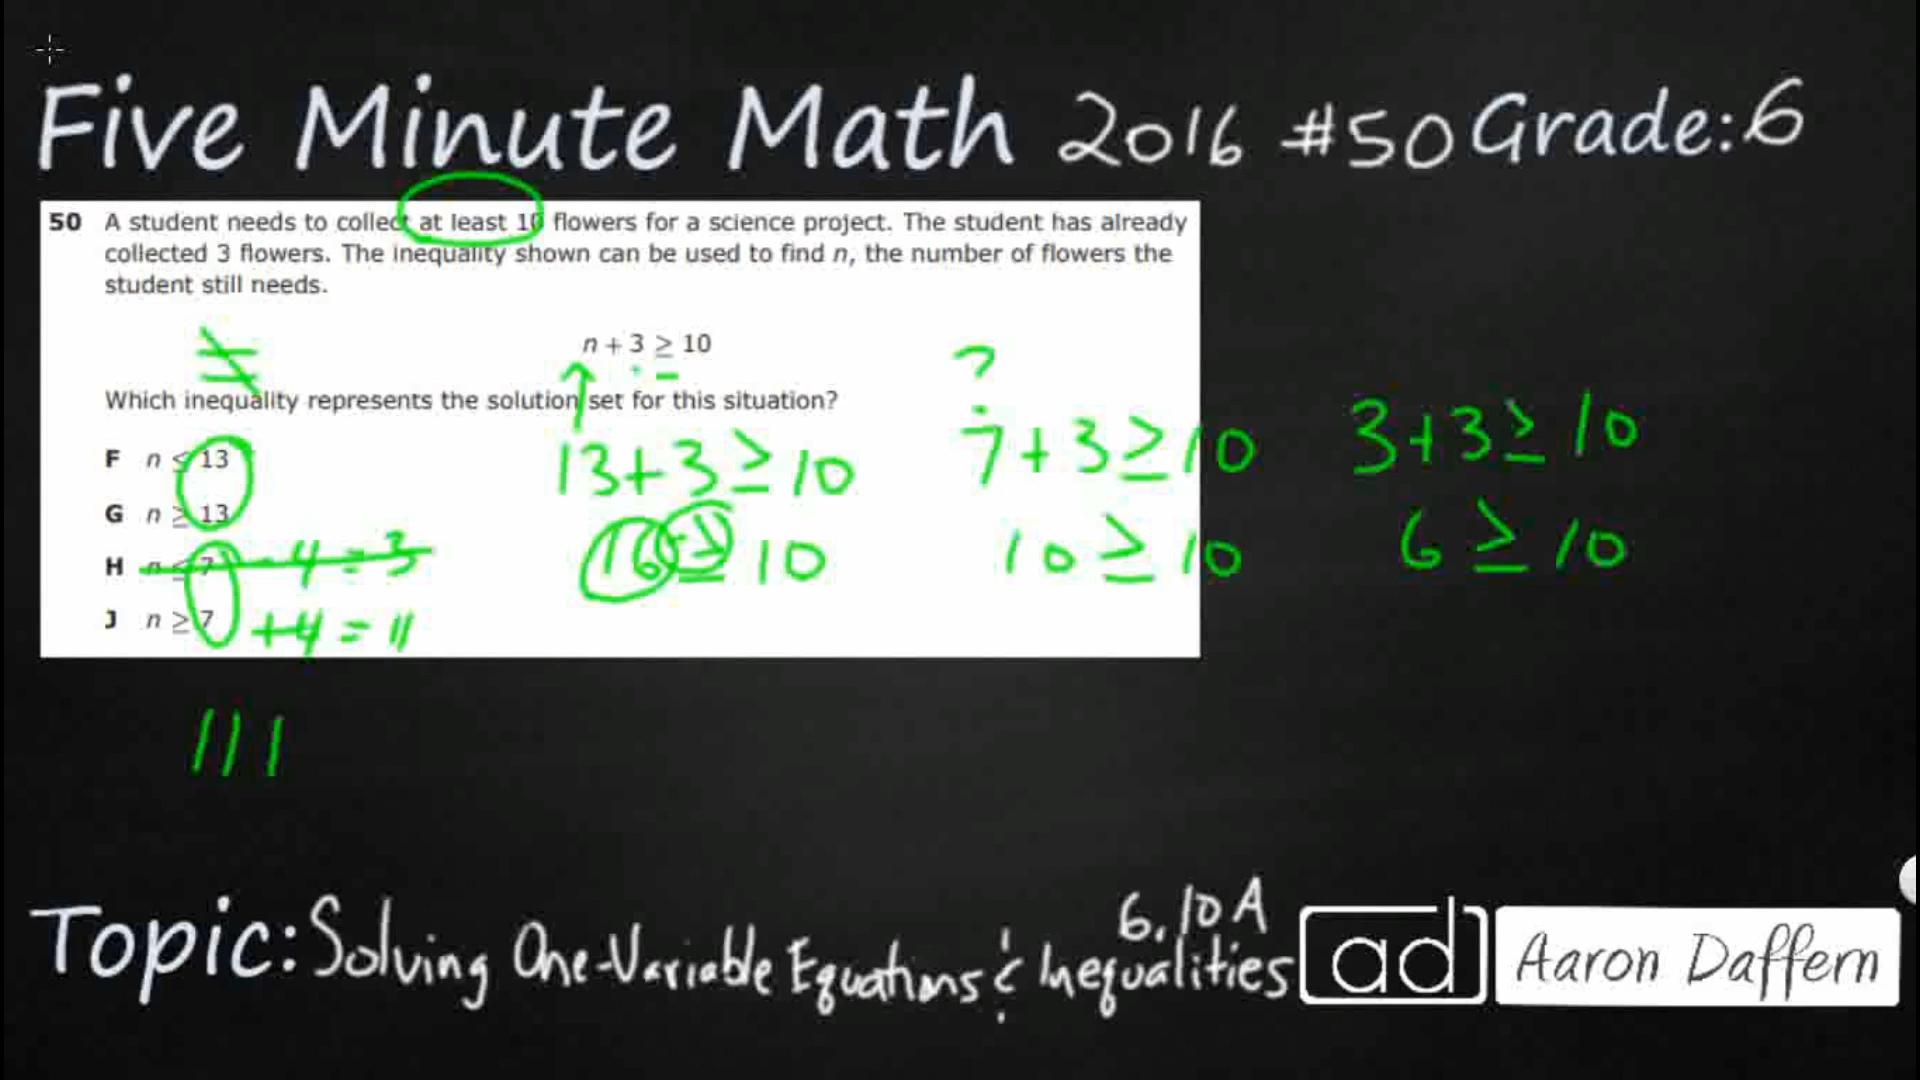 Five Minute Math 2016 #50 Grade: 6
50 A student needs to collect at least 10 flowers for a science project. The student has already
collected 3 flowers. The inequality shown can be used to find n, the number of flowers the
student still needs.
n + 3 ≥ 10
?
Which inequality represents the solution set for this situation?
F n ≤ 13
13+3≥10
7+3≥10
3+3≥10
G n ≥ 13
16≥10
10≥10
6≥10
H n ≤ 7 -4=3
J n ≥ 7 +4=11
Topic: Solving One-Variable Equations & Inequalities
6.10A
ad Aaron Daffern